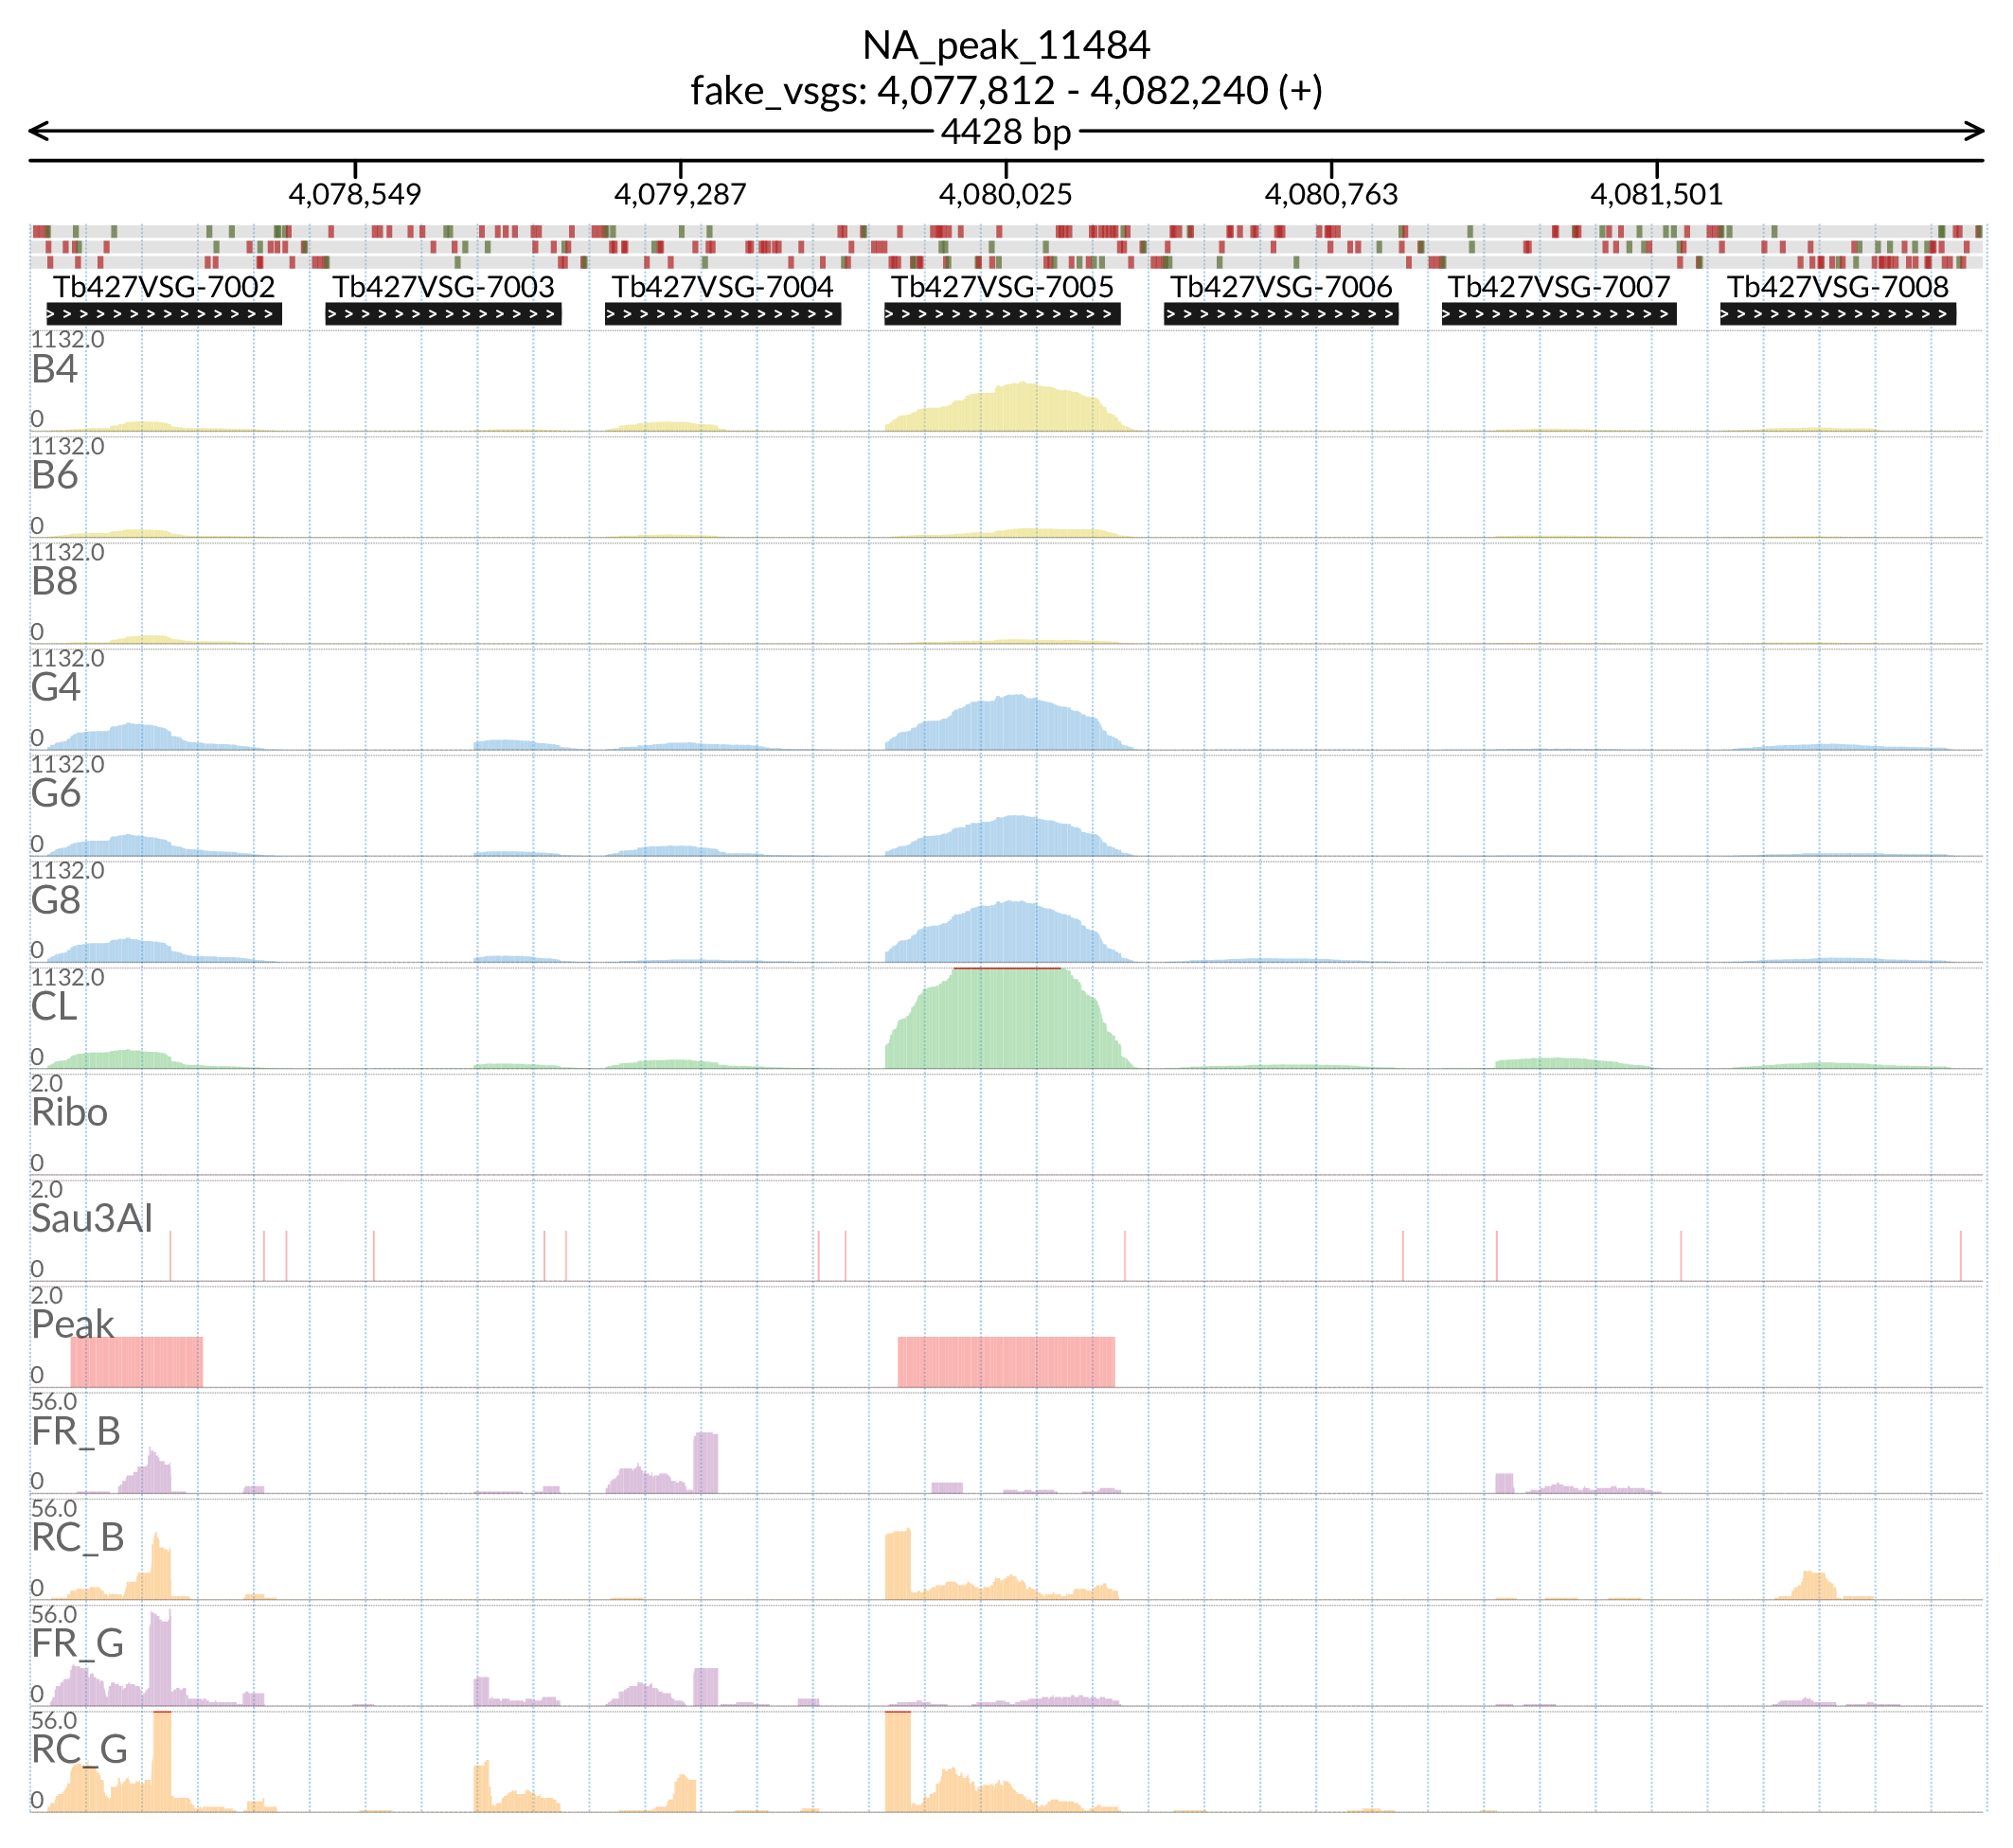 NA_peak_11484
fake_vsgs: 4,077,812 - 4,082,240 (+)
4428 bp
4,078,549 4,079,287 4,080,025 4,080,763 4,081,501
Tb427VSG-7002 Tb427VSG-7003 Tb427VSG-7004 Tb427VSG-7005 Tb427VSG-7006 Tb427VSG-7007 Tb427VSG-7008
1132.0
B4
0
1132.0
B6
0
1132.0
B8
0
1132.0
G4
0
1132.0
G6
0
1132.0
G8
0
1132.0
CL
0
2.0
Ribo
0
2.0
Sau3AI
0
2.0
Peak
0
56.0
FR_B
0
56.0
RC_B
0
56.0
FR_G
0
56.0
RC_G
0